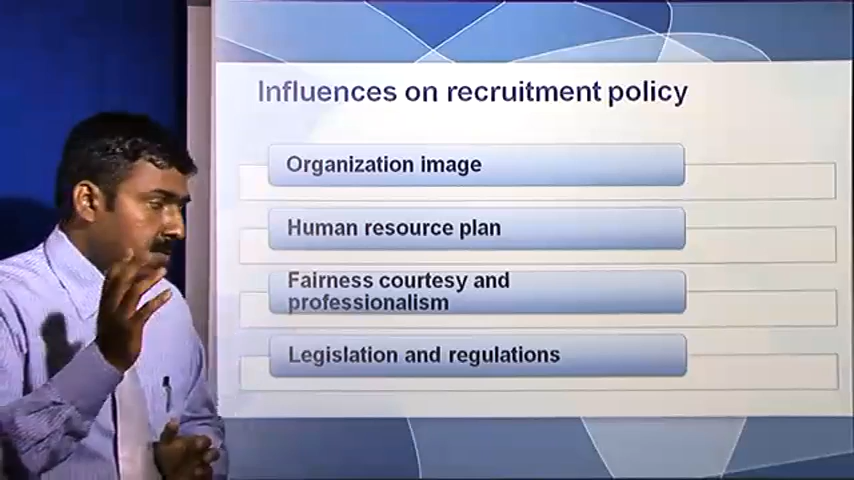 Influences on recruitment policy
Organization image
Human resource plan
Fairness courtesy and
professionalism
Legislation and regulations